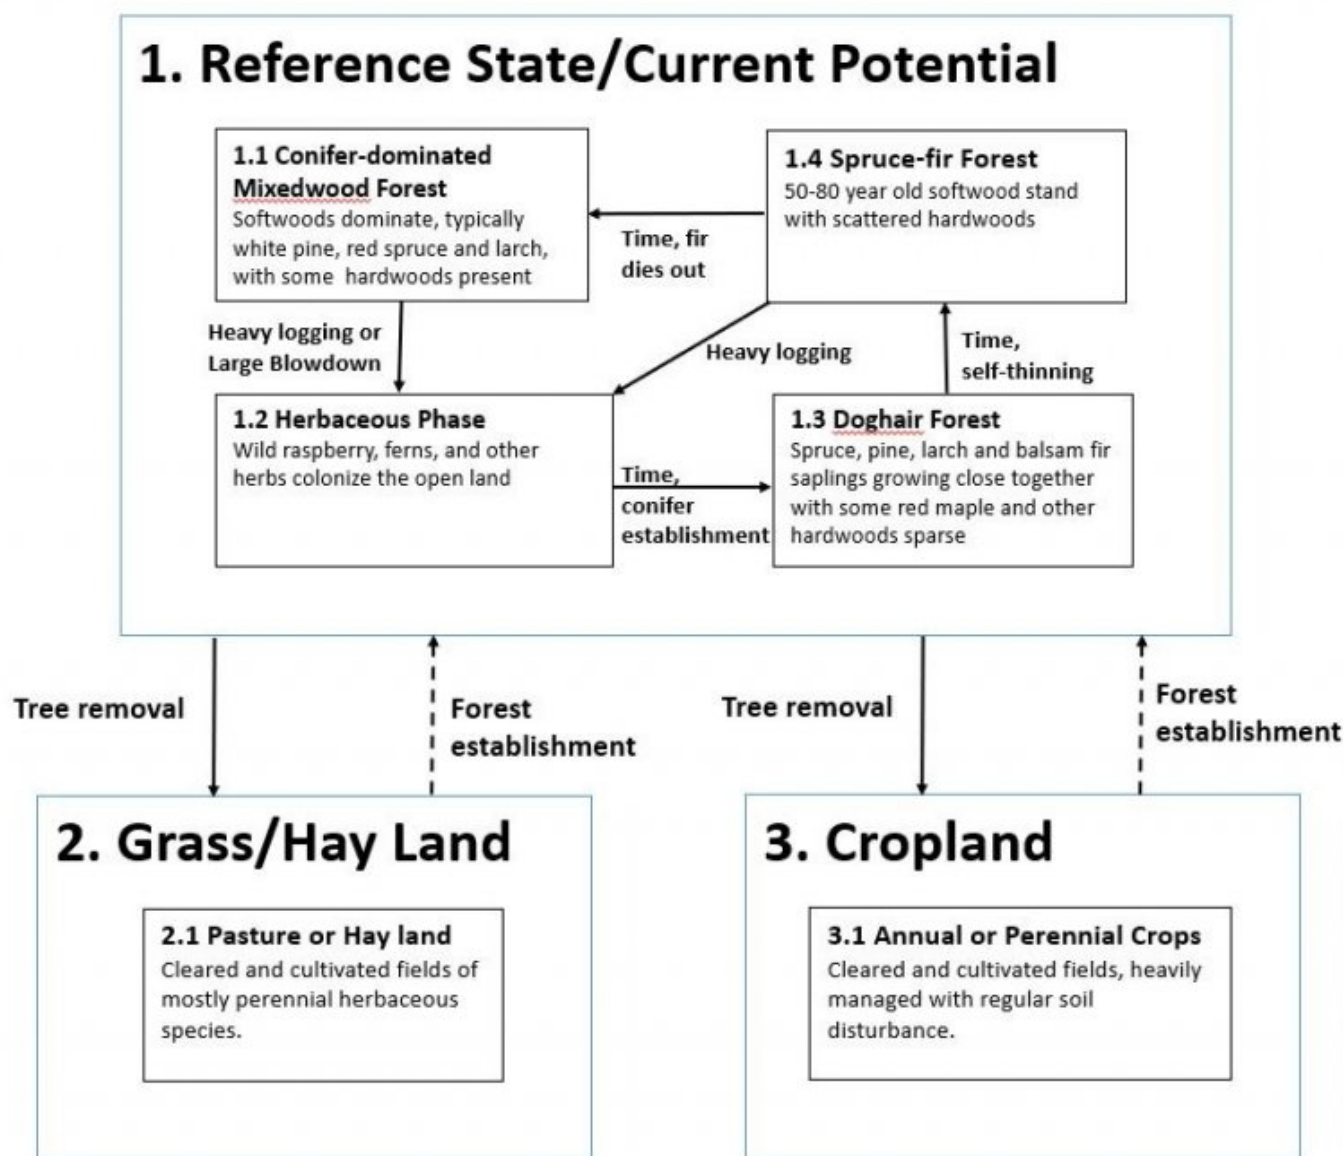 1. Reference State/Current Potential
1.1 Conifer-dominated
Mixedwood Forest
Softwoods dominate, typically
white pine, red spruce and larch,
with some hardwoods present
1.4 Spruce-fir Forest
50-80 year old softwood stand
with scattered hardwoods
Time, fir
dies out
Heavy logging or
Large Blowdown
Heavy logging
Time,
self-thinning
1.2 Herbaceous Phase
Wild raspberry, ferns, and other
herbs colonize the open land
Time,
conifer
establishment
1.3 Doghair Forest
Spruce, pine, larch and balsam fir
saplings growing close together
with some red maple and other
hardwoods sparse
Tree removal
Forest
establishment
Tree removal
Forest
establishment
2. Grass/Hay Land
2.1 Pasture or Hay land
Cleared and cultivated fields of
mostly perennial herbaceous
species.
3. Cropland
3.1 Annual or Perennial Crops
Cleared and cultivated fields, heavily
managed with regular soil
disturbance.